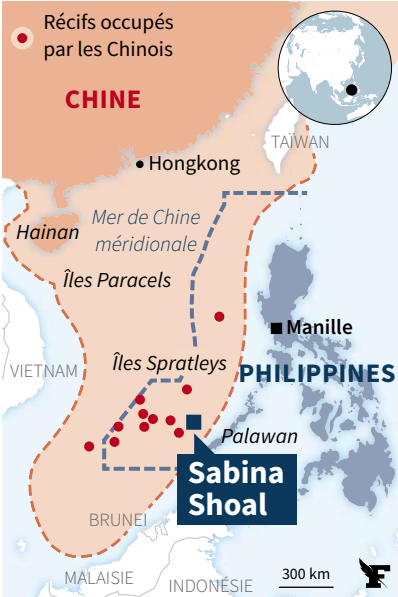 Récifs occupés
par les Chinois
CHINE
TAÏWAN
Hongkong
Hainan
Mer de Chine
méridionale
Îles Paracels
Manille
VIETNAM
Îles Spratleys
PHILIPPINES
Palawan
Sabina
Shoal
BRUNEI
MALAISIE
INDONÉSIE
300 km
F